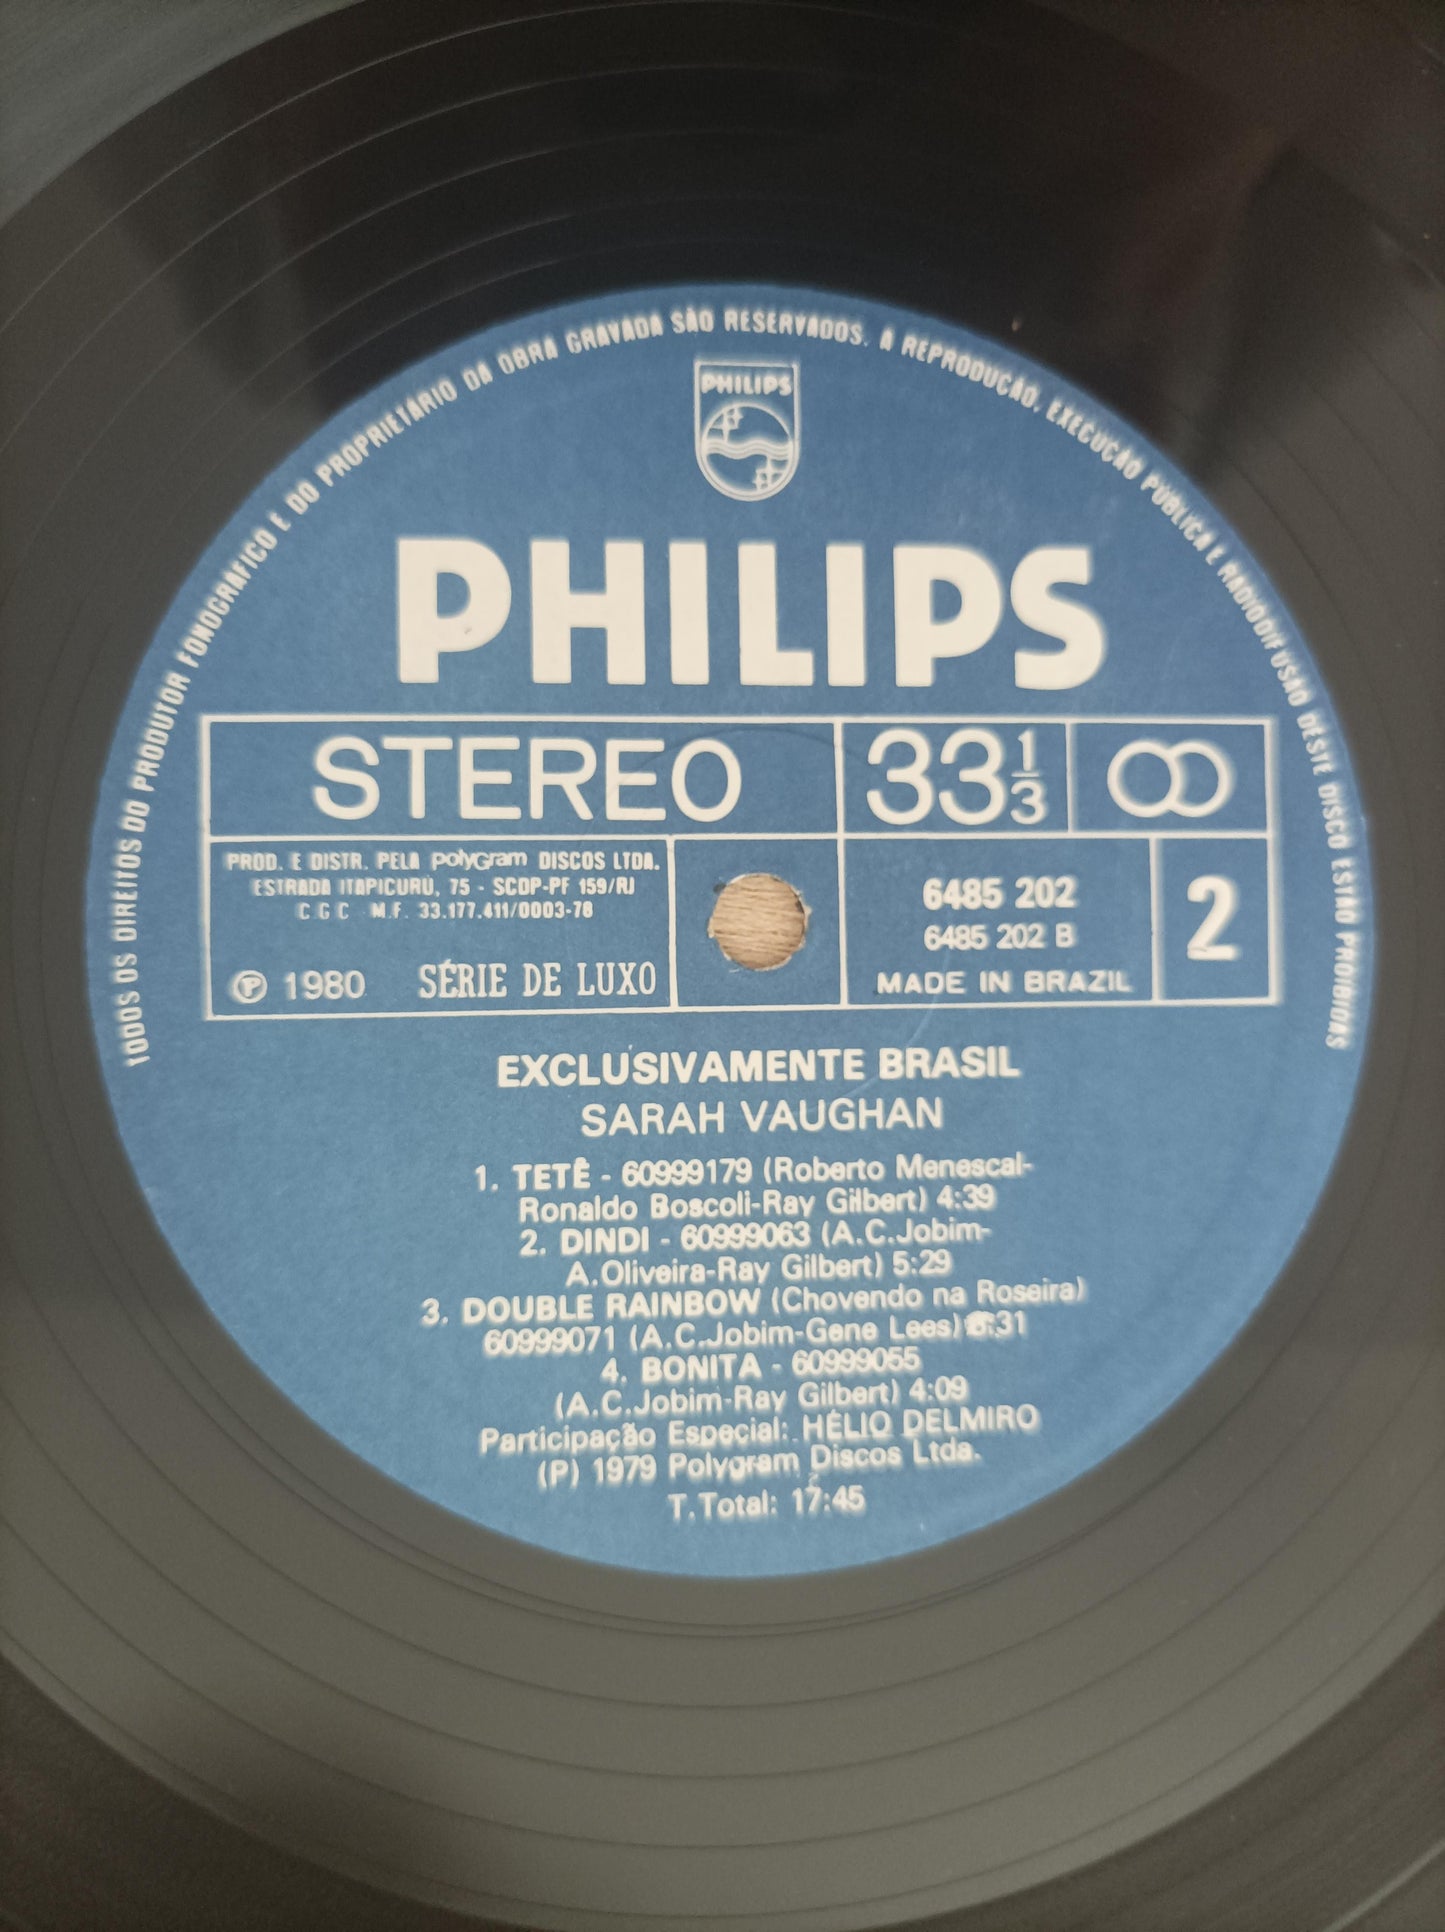 TODOS OS DIREITOS DO PRODUTOR FONOGRÁFICO E DO PROPRIETÁRIO DA OBRA GRAVADA SÃO RESERVADOS. A REPRODUÇÃO, EXECUÇÃO PÚBLICA E RADIODIFUSÃO DESTE DISCO ESTÃO PROIBIDAS
PHILIPS
PHILIPS
STEREO
33 1/3
PROD. E DISTR. PELA polyGram DISCOS LTDA.
ESTRADA ITAPICURÚ, 75 - SCDP-PF 159/RJ
C G C M.F. 33.177.411/0003-78
℗ 1980 SÉRIE DE LUXO
6485 202
6485 202 B
MADE IN BRAZIL
2
EXCLUSIVAMENTE BRASIL
SARAH VAUGHAN
1. TETÊ - 60999179 (Roberto Menescal-
Ronaldo Boscoli-Ray Gilbert) 4:39
2. DINDI - 60999063 (A.C.Jobim-
A.Oliveira-Ray Gilbert) 5:29
3. DOUBLE RAINBOW (Chovendo na Roseira)
60999071 (A.C.Jobim-Gene Lees)
4. BONITA - 60999055
(A.C.Jobim-Ray Gilbert) 4:09
Participação Especial: HÉLIO DELMIRO
(P) 1979 Polygram Discos Ltda.
T.Total: 17:45